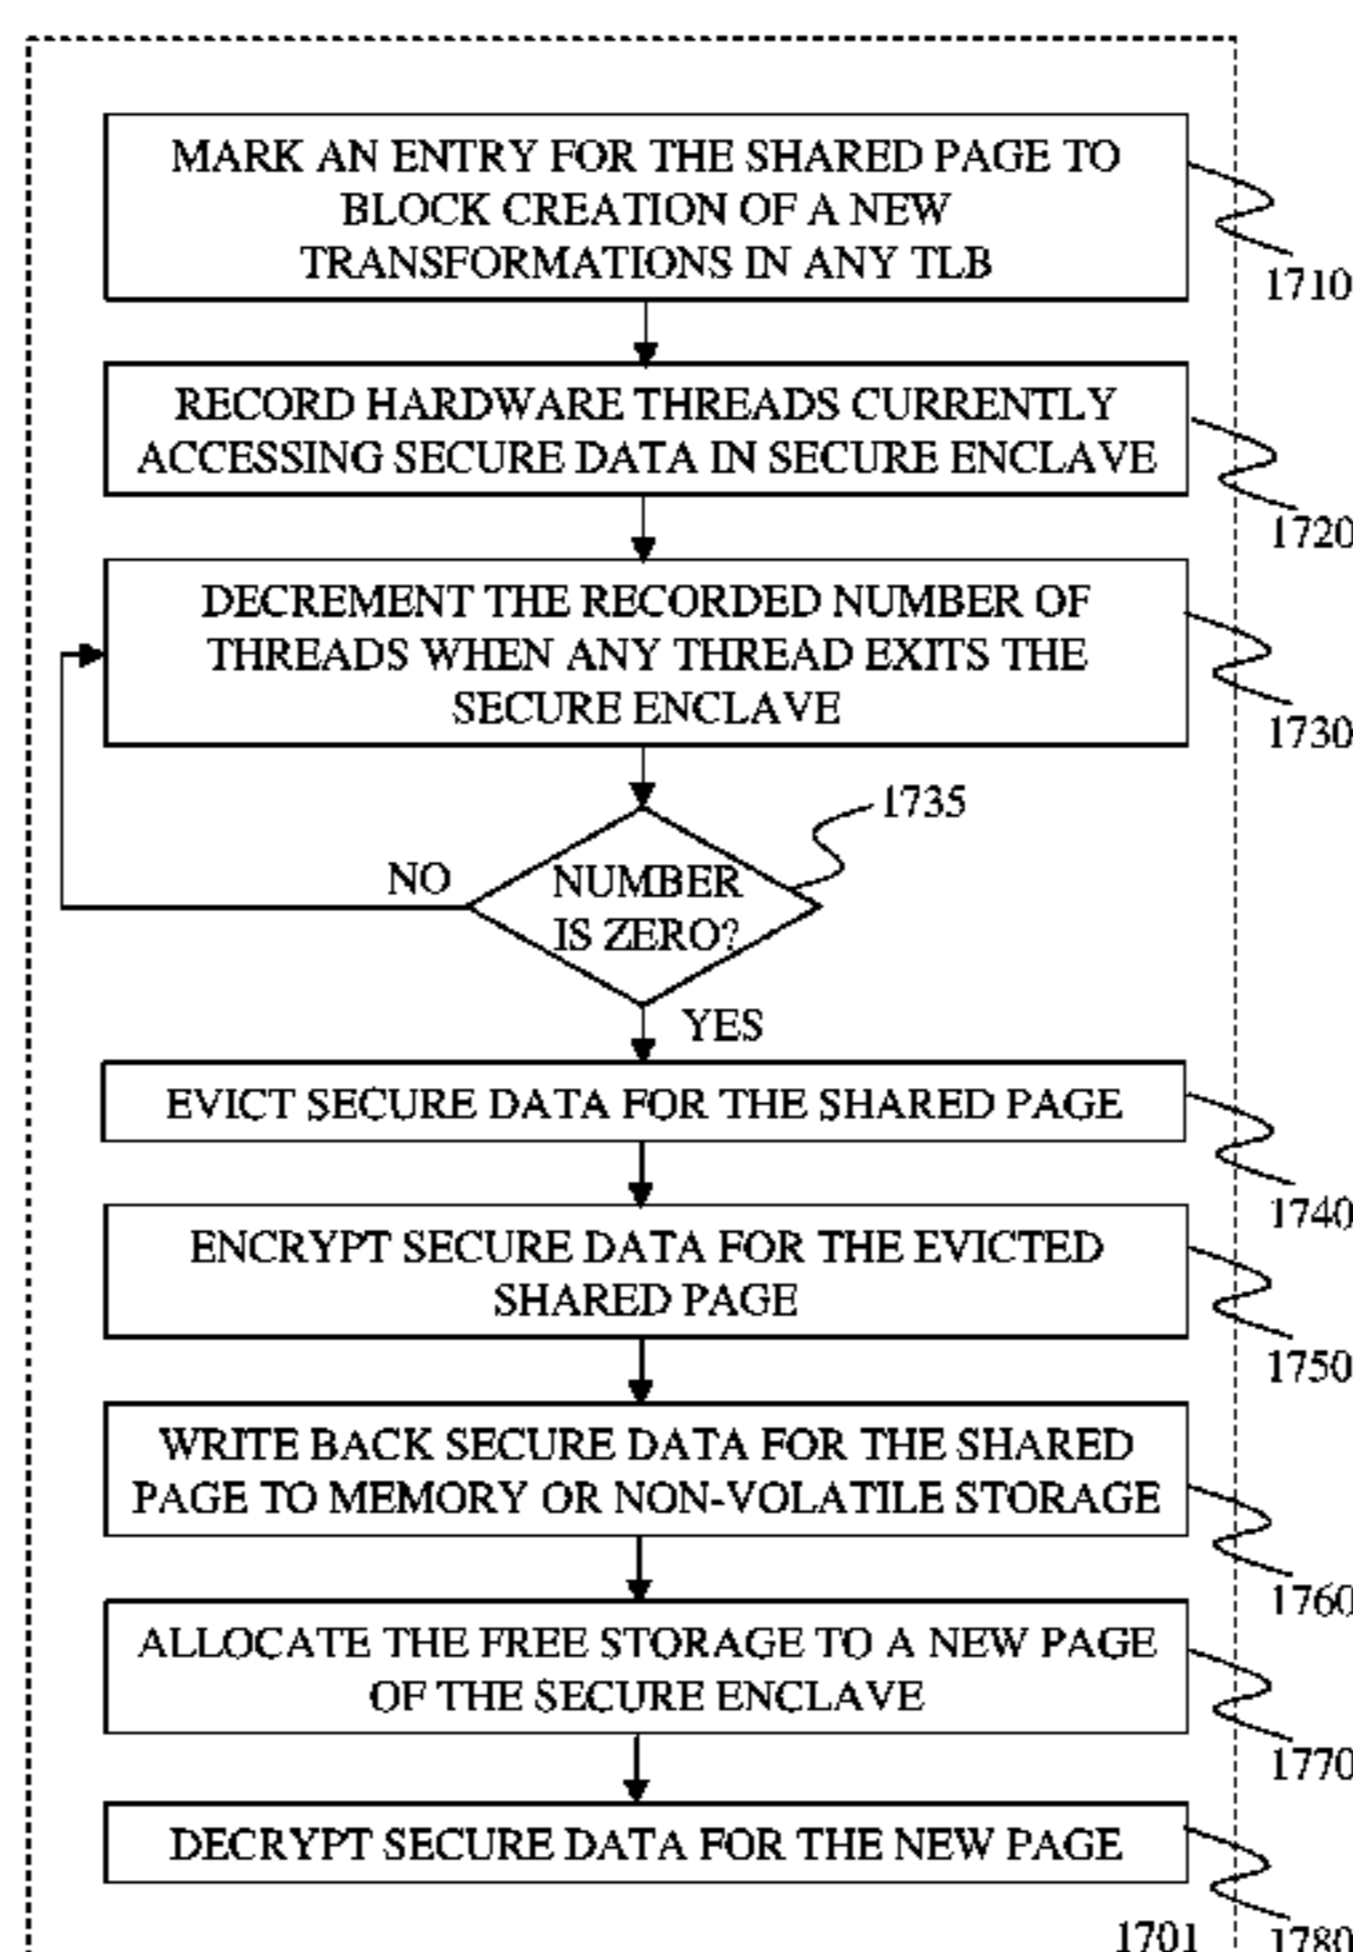 MARK AN ENTRY FOR THE SHARED PAGE TO
BLOCK CREATION OF A NEW
TRANSFORMATIONS IN ANY TLB
1710
RECORD HARDWARE THREADS CURRENTLY
ACCESSING SECURE DATA IN SECURE ENCLAVE
1720
DECREMENT THE RECORDED NUMBER OF
THREADS WHEN ANY THREAD EXITS THE
SECURE ENCLAVE
1730
1735
NO
NUMBER
IS ZERO?
YES
EVICT SECURE DATA FOR THE SHARED PAGE
1740
ENCRYPT SECURE DATA FOR THE EVICTED
SHARED PAGE
1750
WRITE BACK SECURE DATA FOR THE SHARED
PAGE TO MEMORY OR NON-VOLATILE STORAGE
1760
ALLOCATE THE FREE STORAGE TO A NEW PAGE
OF THE SECURE ENCLAVE
1770
DECRYPT SECURE DATA FOR THE NEW PAGE
1780
1701